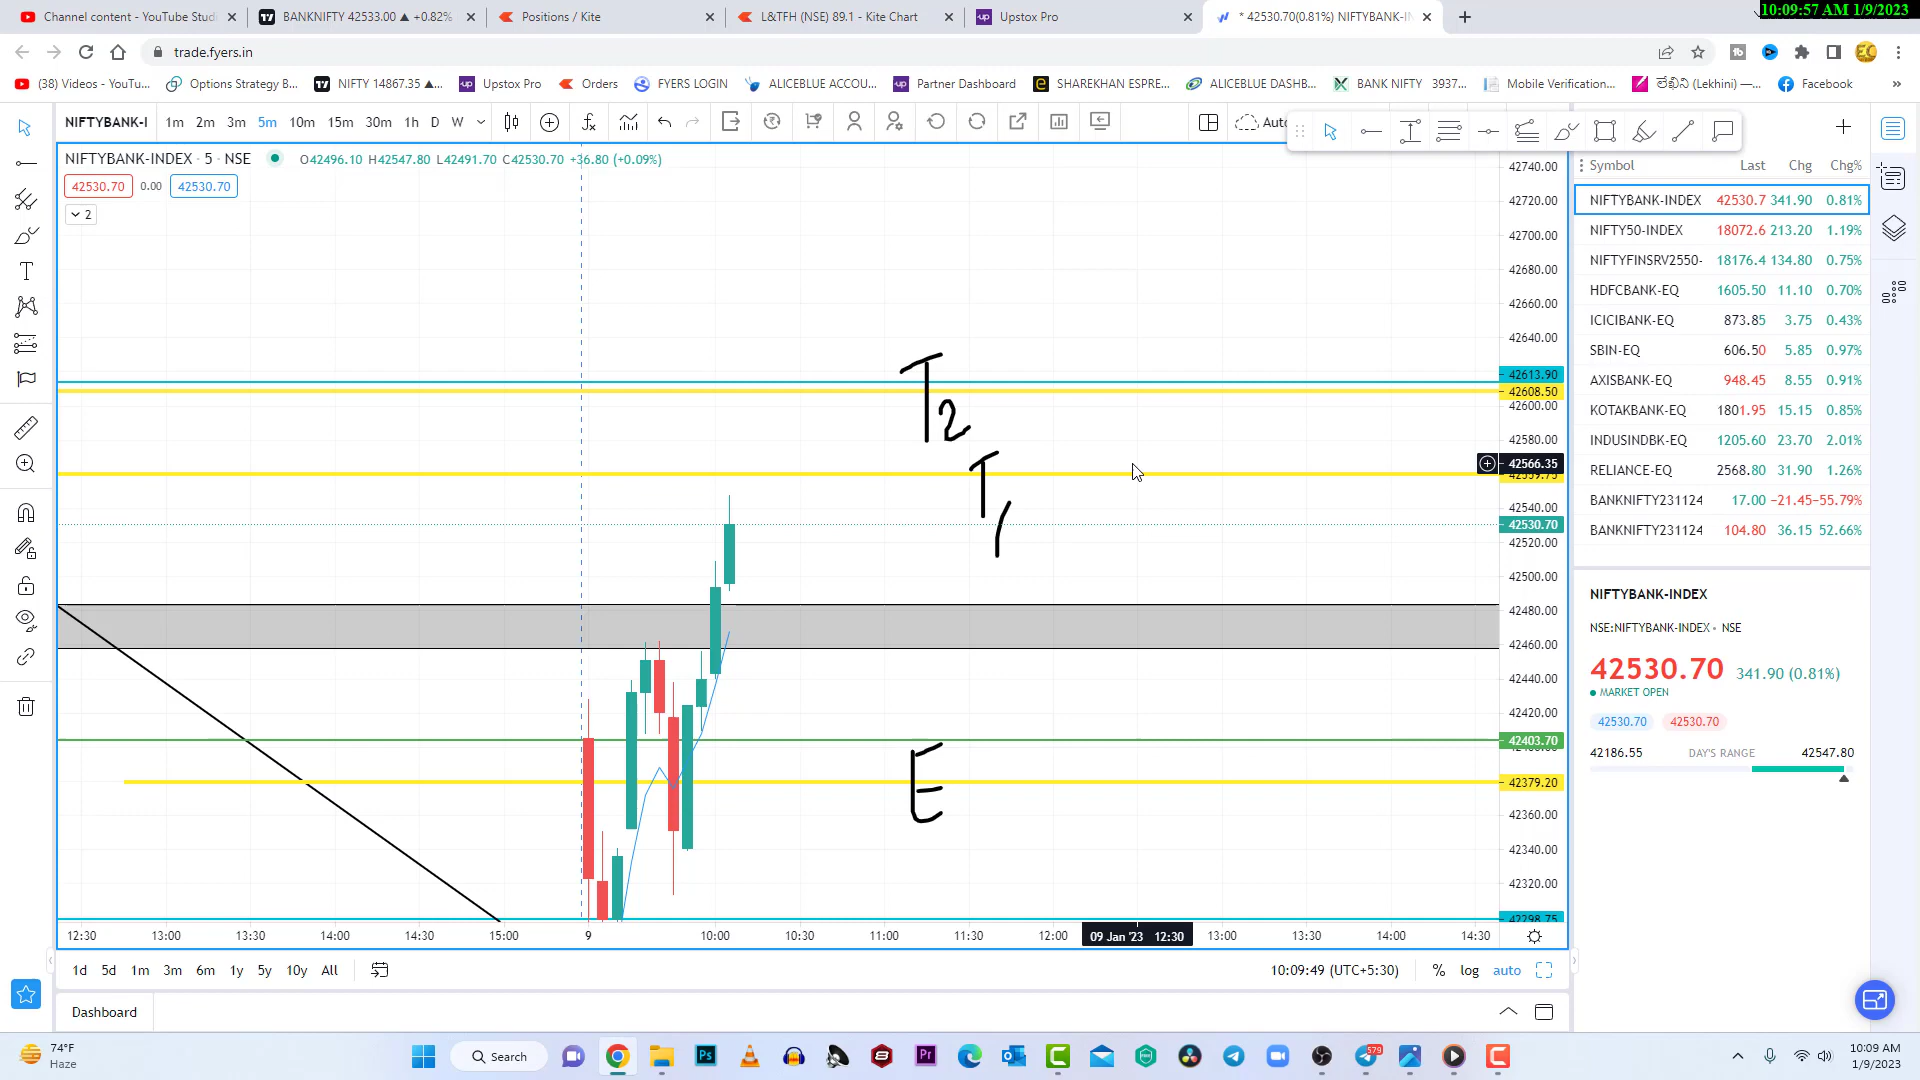 10:09:57 AM 1/9/2023
Channel content - YouTube Studi
BANKNIFTY 42533.00 ▲ +0.82%
Positions / Kite
L&TFH (NSE) 89.1 - Kite Chart
Upstox Pro
* 42530.70(0.81%) NIFTYBANK-IN
trade.fyers.in
(38) Videos - YouTu...
Options Strategy B...
NIFTY 14867.35 ▲...
Upstox Pro
Orders
FYERS LOGIN
ALICEBLUE ACCOU...
Partner Dashboard
SHAREKHAN ESPRE...
ALICEBLUE DASHB...
BANK NIFTY 3937...
Mobile Verification...
లేఖిని (Lekhini) —...
Facebook
»
NIFTYBANK-I 1m 2m 3m 5m 10m 15m 30m 1h D W
Auto
NIFTYBANK-INDEX · 5 · NSE O42496.10 H42547.80 L42491.70 C42530.70 +36.80 (+0.09%)
42530.70 0.00 42530.70
2
T2
T1
E
42740.00
42720.00
42700.00
42680.00
42660.00
42640.00
42613.90
42608.50
42600.00
42580.00
42566.35
42540.00
42530.70
42520.00
42500.00
42480.00
42460.00
42440.00
42420.00
42403.70
42379.20
42360.00
42340.00
42320.00
42298.75
12:30 13:00 13:30 14:00 14:30 15:00 9 10:00 10:30 11:00 11:30 12:00 09 Jan '23 12:30 13:00 13:30 14:00 14:30
1d 5d 1m 3m 6m 1y 5y 10y All
10:09:49 (UTC+5:30) % log auto
Dashboard
Symbol Last Chg Chg%
NIFTYBANK-INDEX 42530.7 341.90 0.81%
NIFTY50-INDEX 18072.6 213.20 1.19%
NIFTYFINSRV2550- 18176.4 134.80 0.75%
HDFCBANK-EQ 1605.50 11.10 0.70%
ICICIBANK-EQ 873.85 3.75 0.43%
SBIN-EQ 606.50 5.85 0.97%
AXISBANK-EQ 948.45 8.55 0.91%
KOTAKBANK-EQ 1801.95 15.15 0.85%
INDUSINDBK-EQ 1205.60 23.70 2.01%
RELIANCE-EQ 2568.80 31.90 1.26%
BANKNIFTY231124 17.00 −21.45 −55.79%
BANKNIFTY231124 104.80 36.15 52.66%
NIFTYBANK-INDEX
NSE:NIFTYBANK-INDEX • NSE
42530.70 341.90 (0.81%)
MARKET OPEN
42530.70 42530.70
42186.55 DAY'S RANGE 42547.80
74°F
Haze
Search
579
10:09 AM
1/9/2023